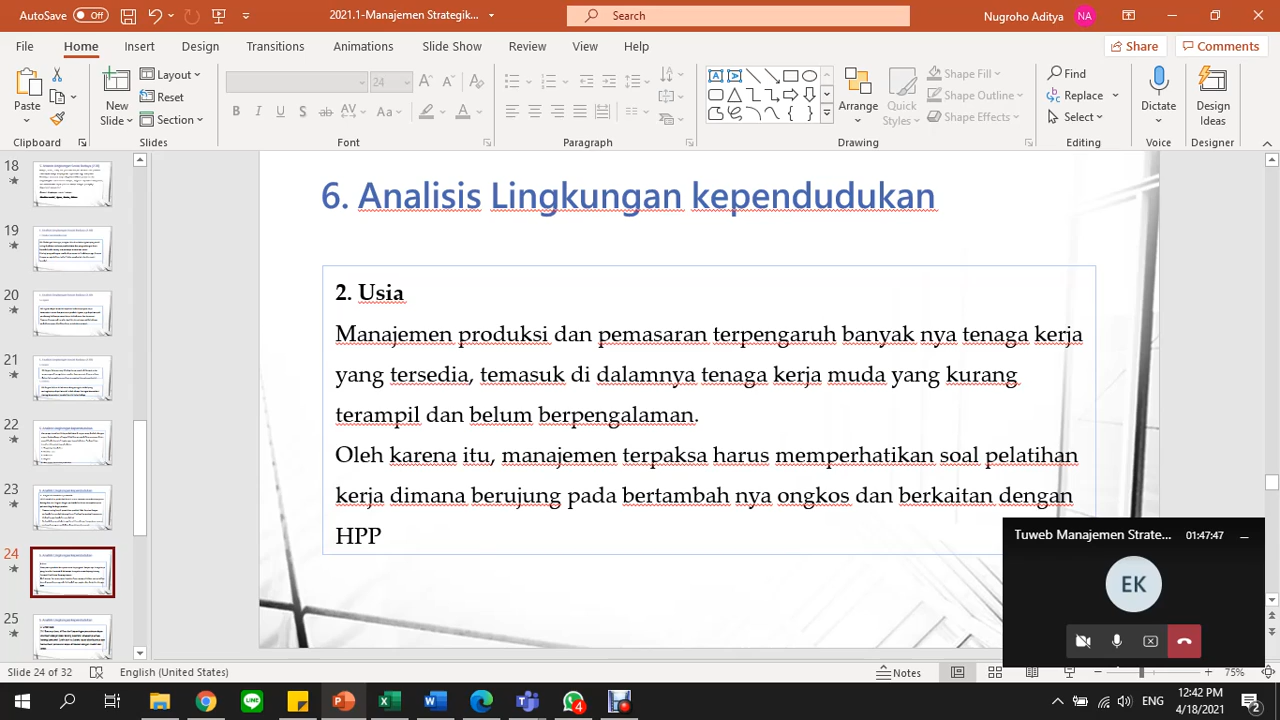 AutoSave Off 2021.1-Manajemen Strategik... Search Nugroho Aditya NA
File Home Insert Design Transitions Animations Slide Show Review View Help Share Comments
Paste New Slide Layout Reset Section 24 Arrange Quick Styles Shape Fill Shape Outline Shape Effects Find Replace Select Dictate Design Ideas
Clipboard Slides Font Paragraph Drawing Editing Voice Designer
18
19
20
21
22
23
24
25
6. Analisis Lingkungan kependudukan
2. Usia
Manajemen produksi dan pemasaran terpengaruh banyak nya tenaga kerja
yang tersedia, temasuk di dalamnya tenaga kerja muda yang kurang
terampil dan belum berpengalaman.
Oleh karena itu, manajemen terpaksa harus memperhatikan soal pelatihan
kerja dimana berujung pada bertambah nya ongkos dan berkaitan dengan
HPP
Tuweb Manajemen Strate... 01:47:47
EK
Slide 24 of 32 English (United States) Notes 75%
LINE 4 ENG 12:42 PM
4/18/2021 2